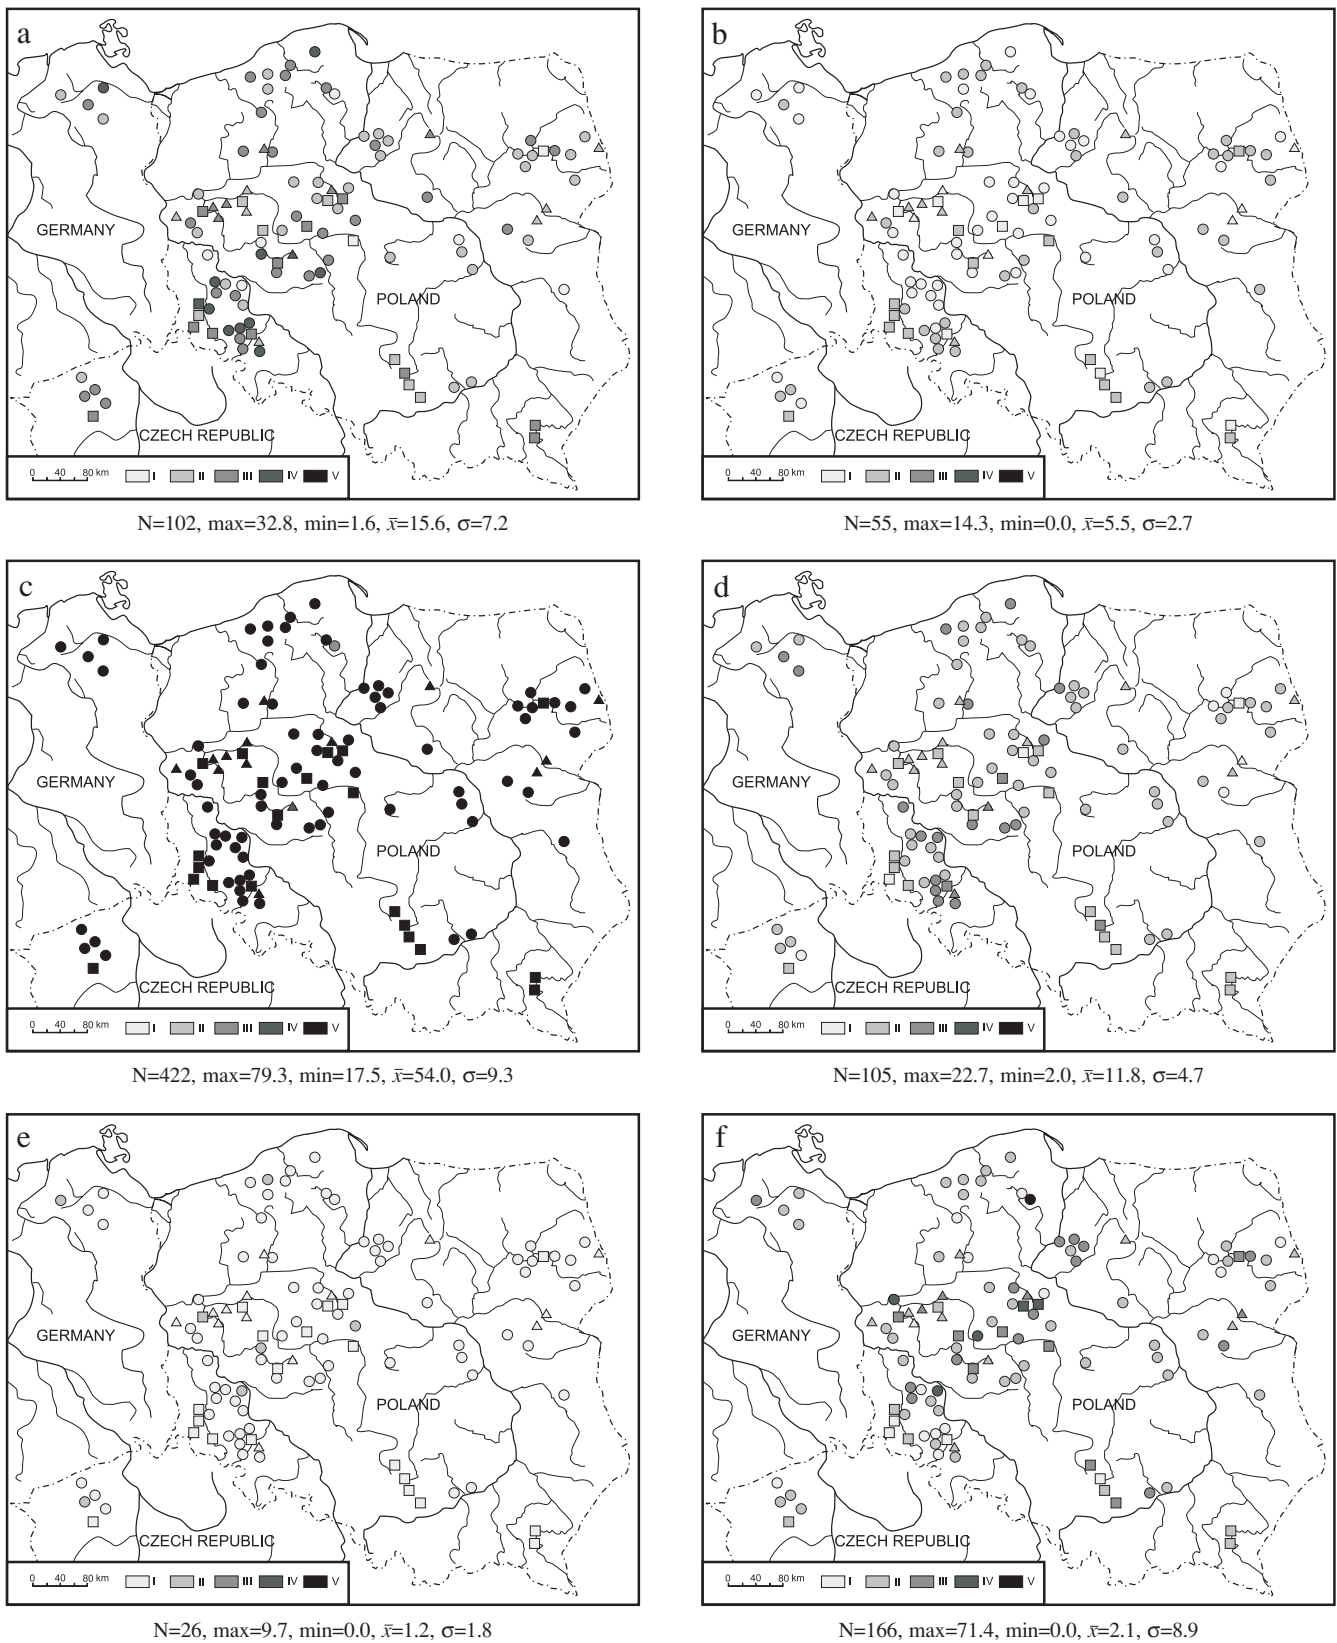 a
GERMANY
POLAND
CZECH REPUBLIC
0 40 80 km I II III IV V
N=102, max=32.8, min=1.6, x̄=15.6, σ=7.2
b
GERMANY
POLAND
CZECH REPUBLIC
0 40 80 km I II III IV V
N=55, max=14.3, min=0.0, x̄=5.5, σ=2.7
c
GERMANY
POLAND
CZECH REPUBLIC
0 40 80 km I II III IV V
N=422, max=79.3, min=17.5, x̄=54.0, σ=9.3
d
GERMANY
POLAND
CZECH REPUBLIC
0 40 80 km I II III IV V
N=105, max=22.7, min=2.0, x̄=11.8, σ=4.7
e
GERMANY
POLAND
CZECH REPUBLIC
0 40 80 km I II III IV V
N=26, max=9.7, min=0.0, x̄=1.2, σ=1.8
f
GERMANY
POLAND
CZECH REPUBLIC
0 40 80 km I II III IV V
N=166, max=71.4, min=0.0, x̄=2.1, σ=8.9